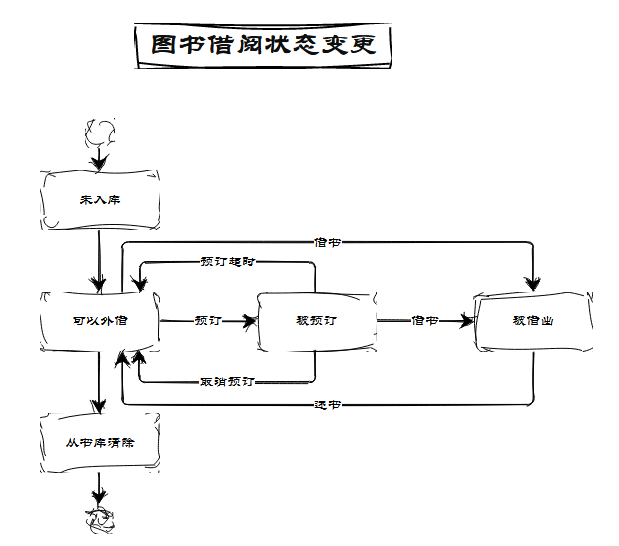 图书借阅状态变更
未入库
借书
预订超时
可以外借
预订
被预订
借书
被借出
取消预订
还书
从书库清除